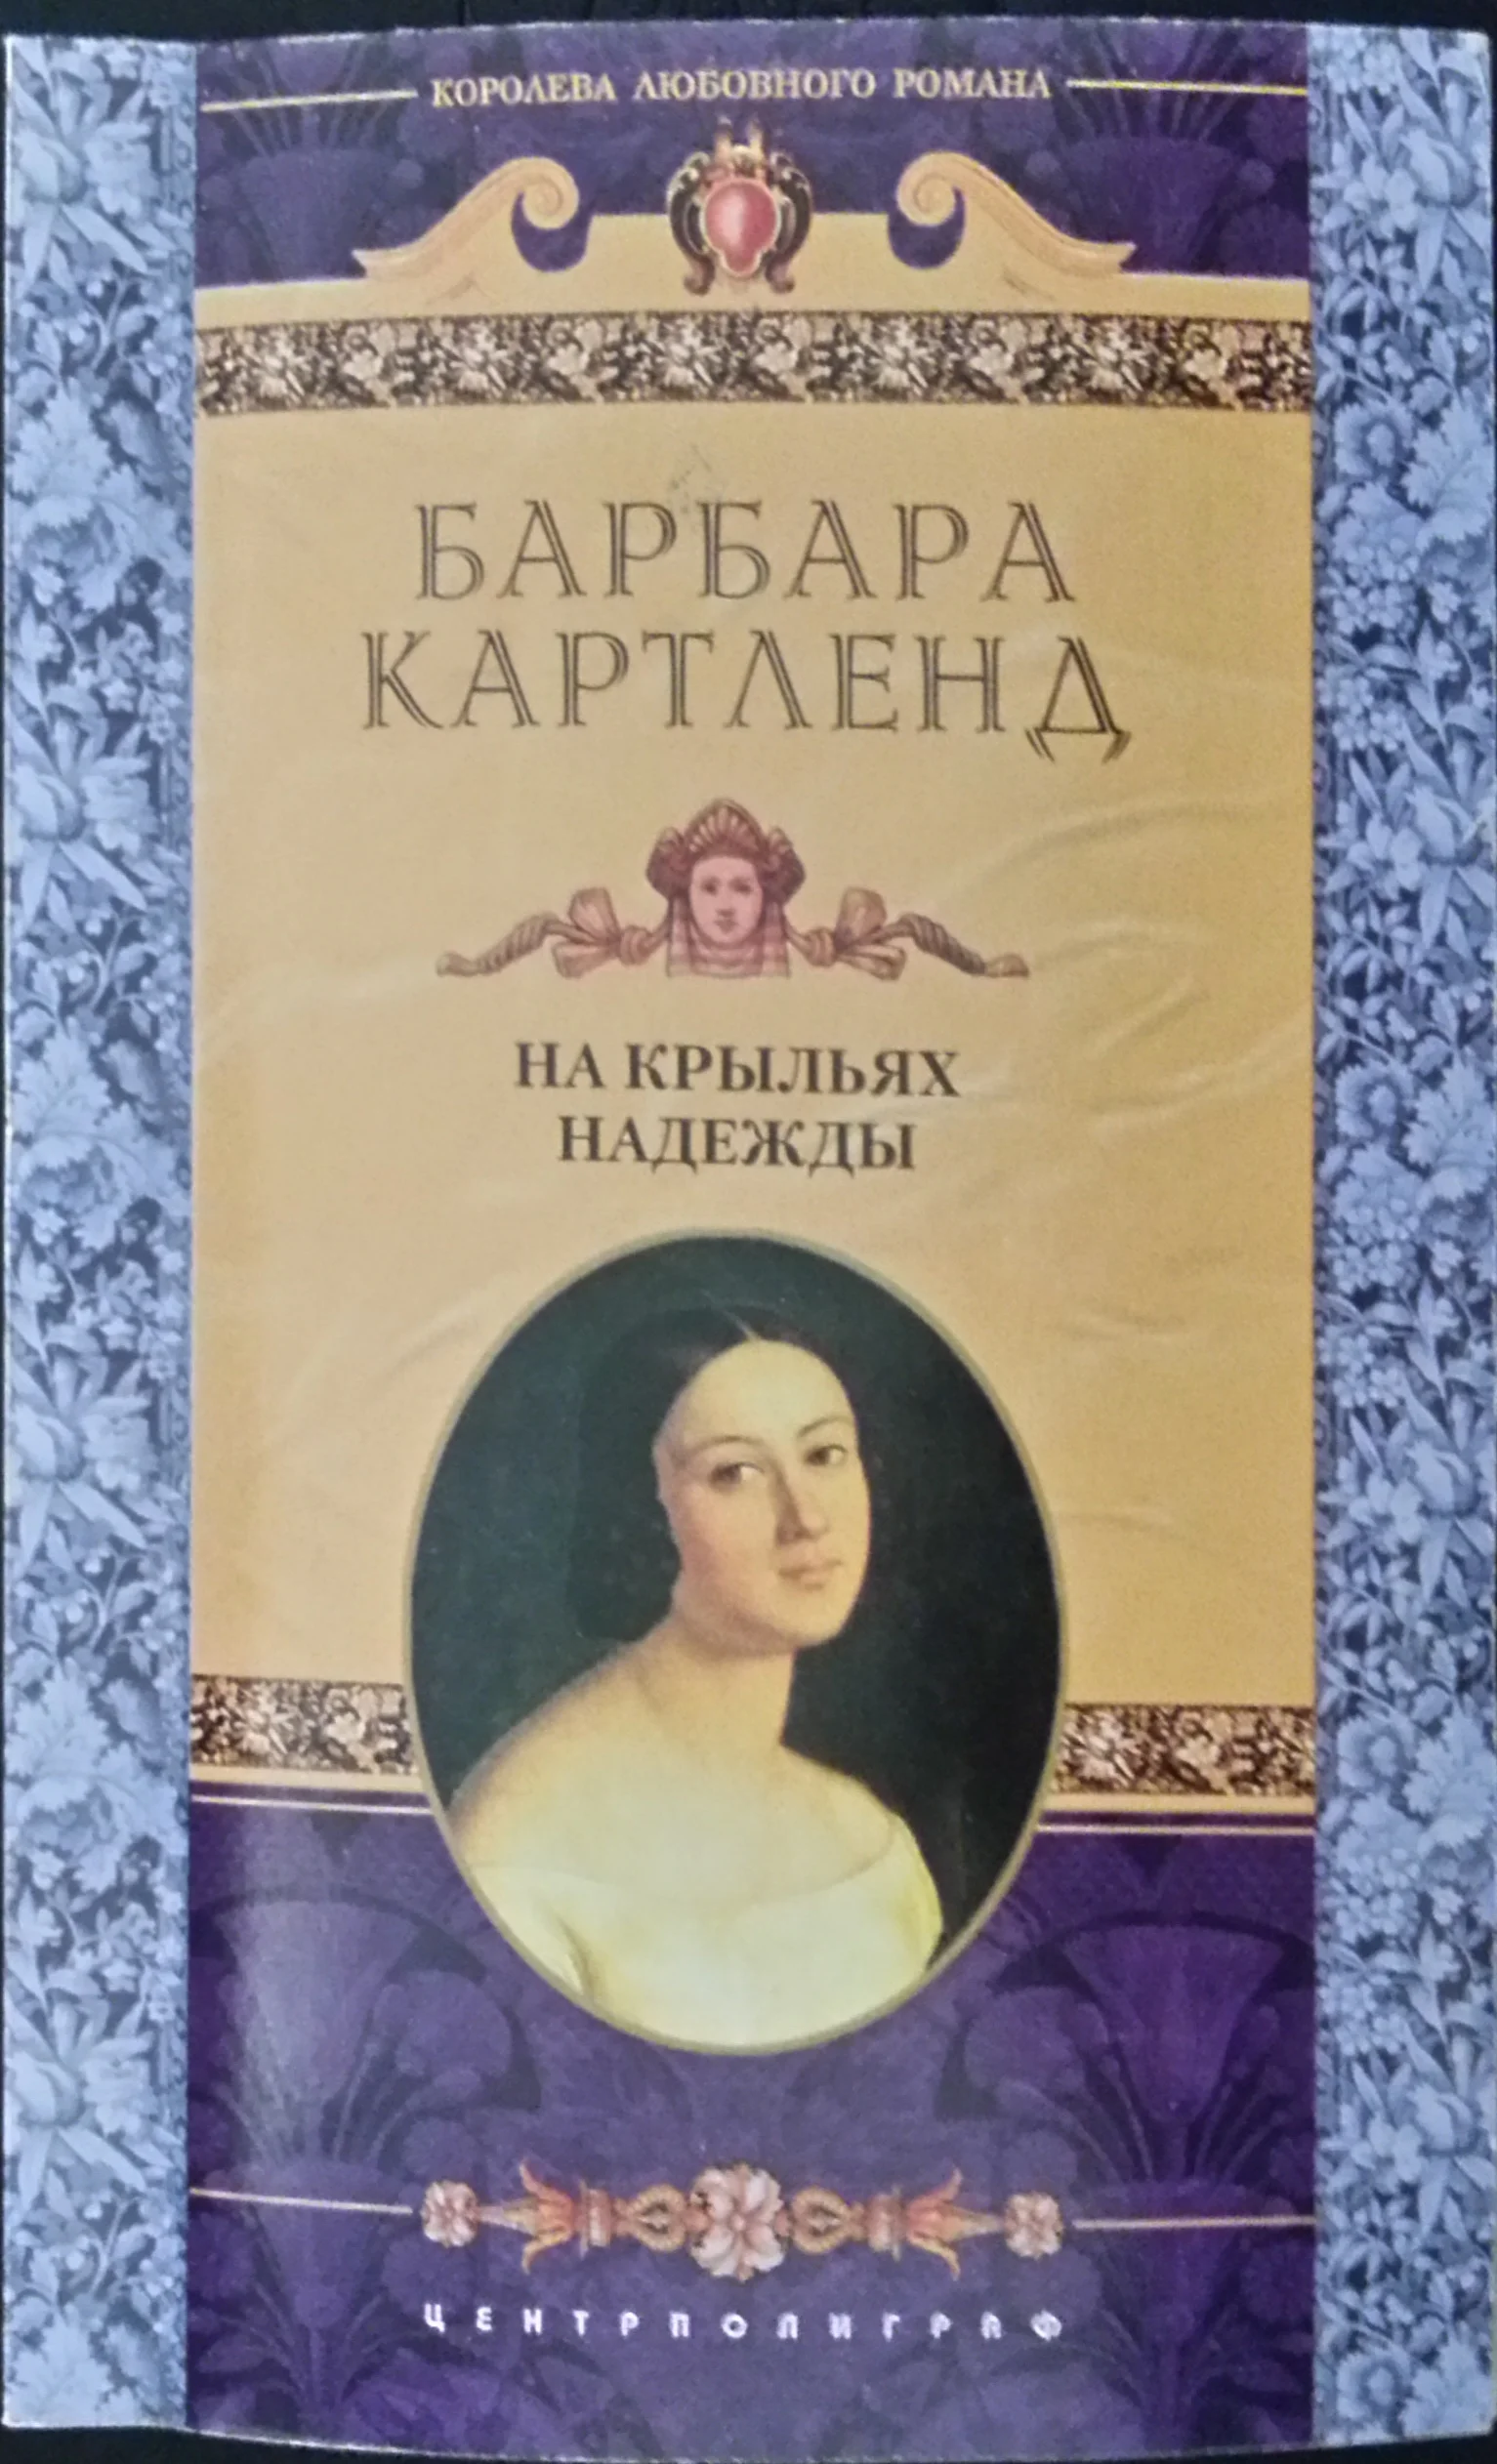 КОРОЛЕВА ЛЮБОВНОГО РОМАНА
БАРБАРА
КАРТЛЕНД
НА КРЫЛЬЯХ
НАДЕЖДЫ
ЦЕНТРПОЛИГРАФ